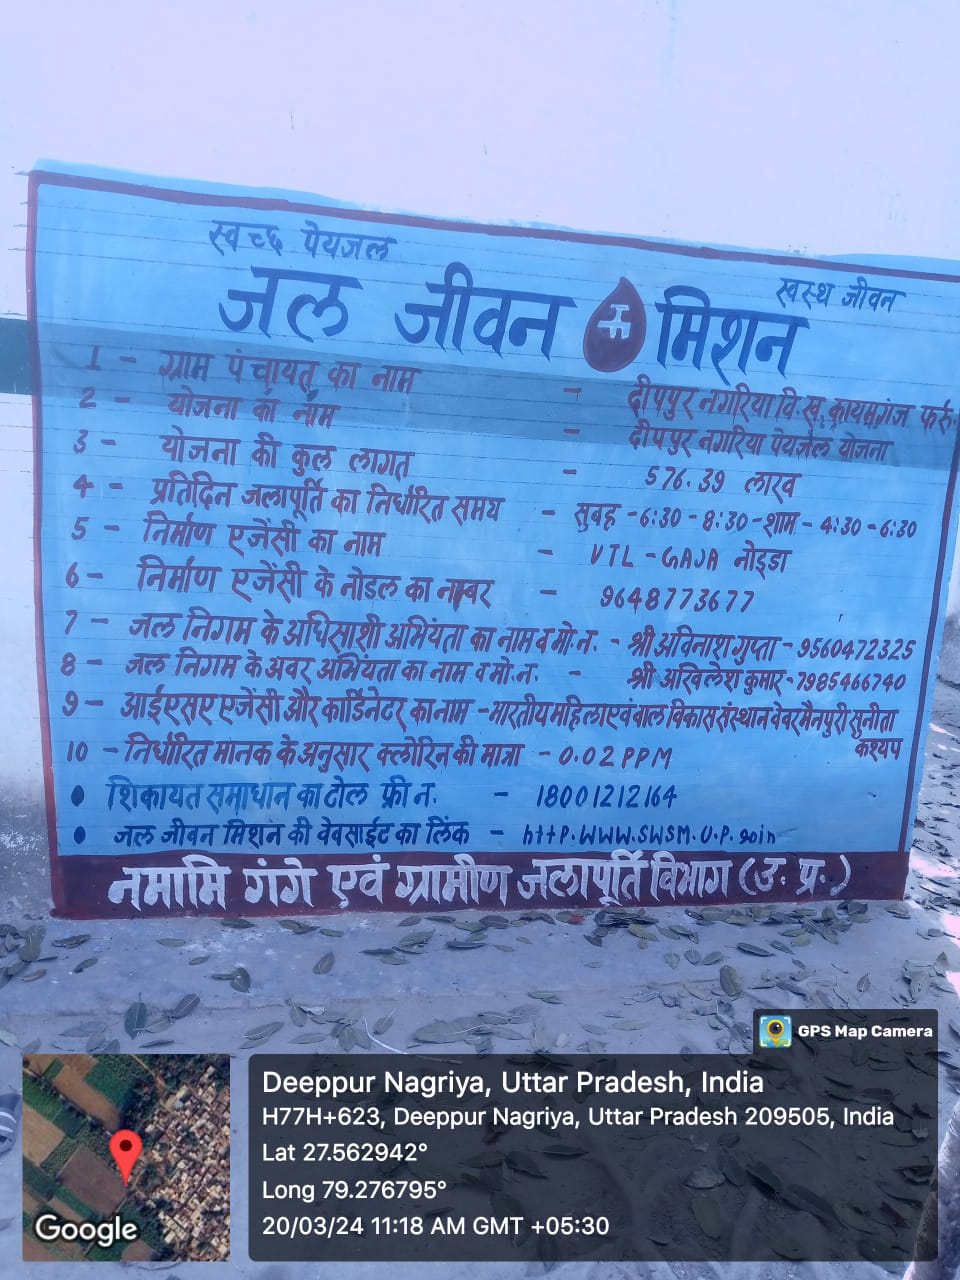 स्वच्छ पेयजल
स्वस्थ जीवन
जल जीवन मिशन
1 - ग्राम पंचायत का नाम - दीपपुर नगरिया वि.ख. कायमगंज फर्रु.
2 - योजना का नाम - दीपपुर नगरिया पेयजल योजना
3 - योजना की कुल लागत - 576.39 लाख
4 - प्रतिदिन जलापूर्ति का निर्धारित समय - सुबह - 6:30 - 8:30 - शाम - 4:30 - 6:30
5 - निर्माण एजेंसी का नाम - VTL - GAJA नोइडा
6 - निर्माण एजेंसी के नोडल का नम्बर - 9648773677
7 - जल निगम के अधिसाशी अभियंता का नाम व मो.न. - श्री अविनाश गुप्ता - 9560472325
8 - जल निगम के अवर अभियंता का नाम व मो.न. - श्री अखिलेश कुमार - 7985466740
9 - आईएसए एजेंसी और कार्डिनेटर का नाम - भारतीय महिला एवं बाल विकास संस्थान वेवर मैनपुरी सुनीता
कश्यप
10 - निर्धारित मानक के अनुसार क्लोरिन की मात्रा - 0.02 PPM
• शिकायत समाधान का टोल फ्री न. - 18001212164
• जल जीवन मिशन की वेवसाईट का लिंक - http.WWW.SWSM.U.P.goin
नमामि गंगे एवं ग्रामीण जलापूर्ति विभाग (उ. प्र.)
GPS Map Camera
Deeppur Nagriya, Uttar Pradesh, India
H77H+623, Deeppur Nagriya, Uttar Pradesh 209505, India
Lat 27.562942°
Long 79.276795°
20/03/24 11:18 AM GMT +05:30
Google